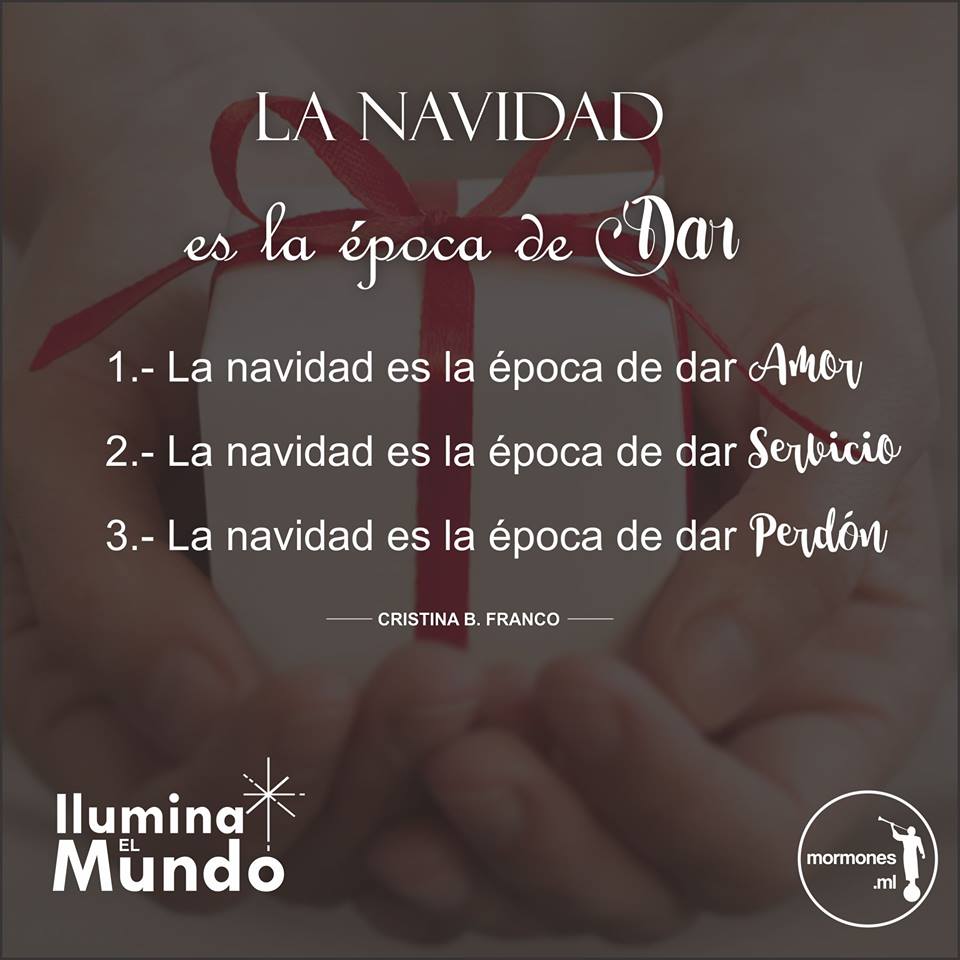 LA NAVIDAD
es la época de Dar
1.- La navidad es la época de dar Amor
2.- La navidad es la época de dar Servicio
3.- La navidad es la época de dar Perdón
CRISTINA B. FRANCO
Ilumina
EL
Mundo
mormones
.ml